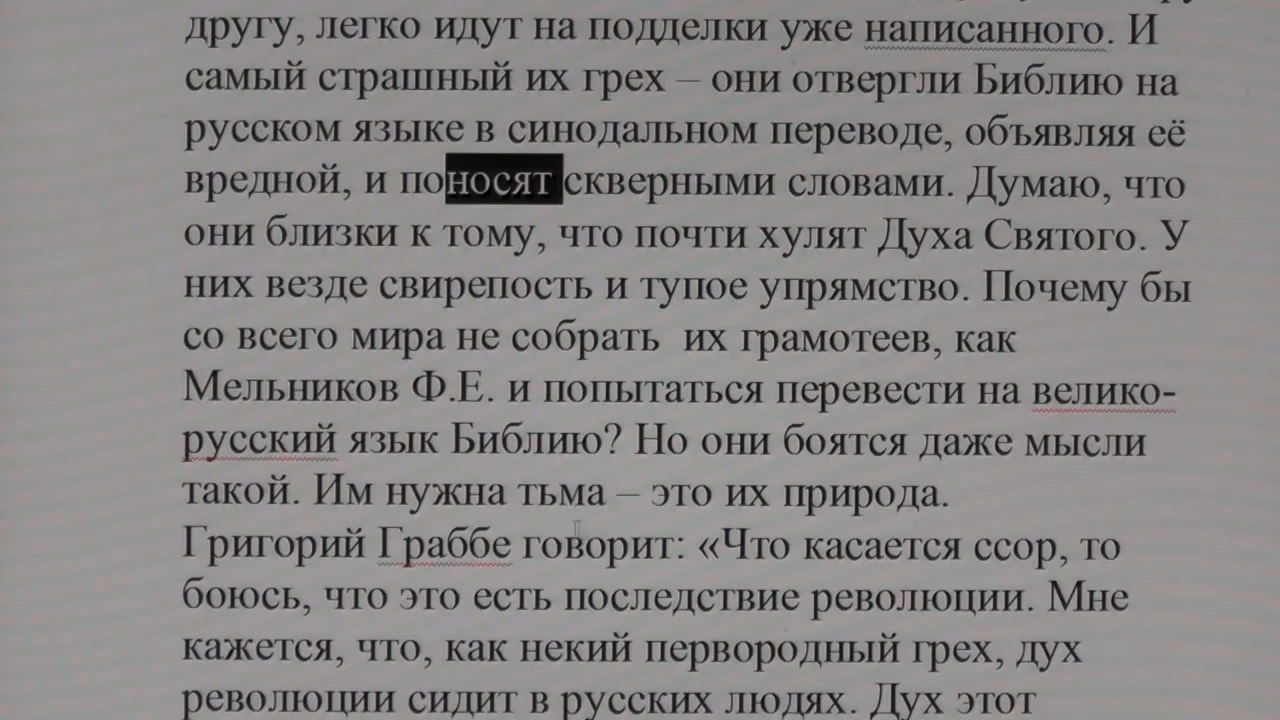 другу, легко идут на подделки уже написанного. И
самый страшный их грех – они отвергли Библию на
русском языке в синодальном переводе, объявляя её
вредной, и поносят скверными словами. Думаю, что
они близки к тому, что почти хулят Духа Святого. У
них везде свирепость и тупое упрямство. Почему бы
со всего мира не собрать  их грамотеев, как
Мельников Ф.Е. и попытаться перевести на велико-
русский язык Библию? Но они боятся даже мысли
такой. Им нужна тьма – это их природа.
Григорий Граббе говорит: «Что касается ссор, то
боюсь, что это есть последствие революции. Мне
кажется, что, как некий первородный грех, дух
революции сидит в русских людях. Дух этот